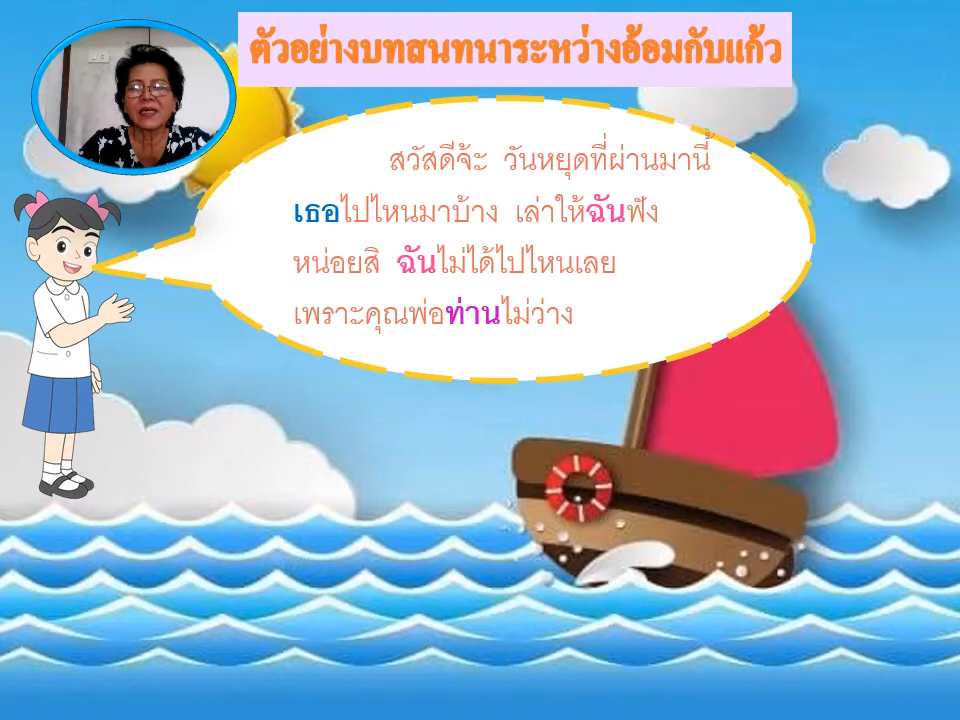 ตัวอย่างบทสนทนาระหว่างอ้อมกับแก้ว
สวัสดีจ้ะ วันหยุดที่ผ่านมานี้
เธอไปไหนมาบ้าง เล่าให้ฉันฟัง
หน่อยสิ ฉันไม่ได้ไปไหนเลย
เพราะคุณพ่อท่านไม่ว่าง